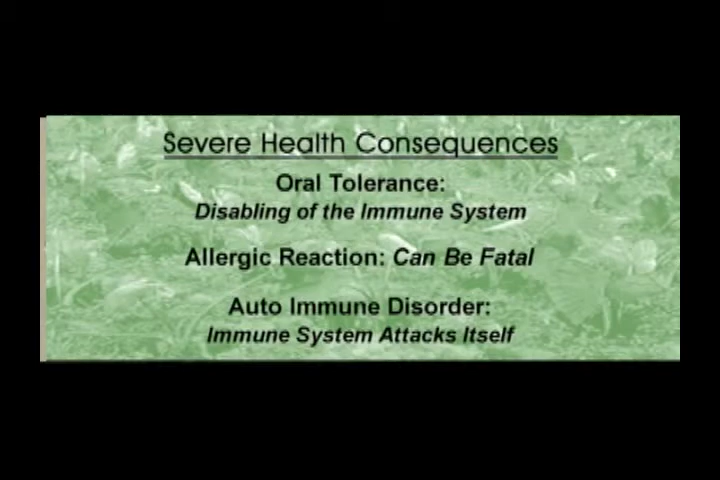 Severe Health Consequences
Oral Tolerance:
Disabling of the Immune System
Allergic Reaction: Can Be Fatal
Auto Immune Disorder:
Immune System Attacks Itself